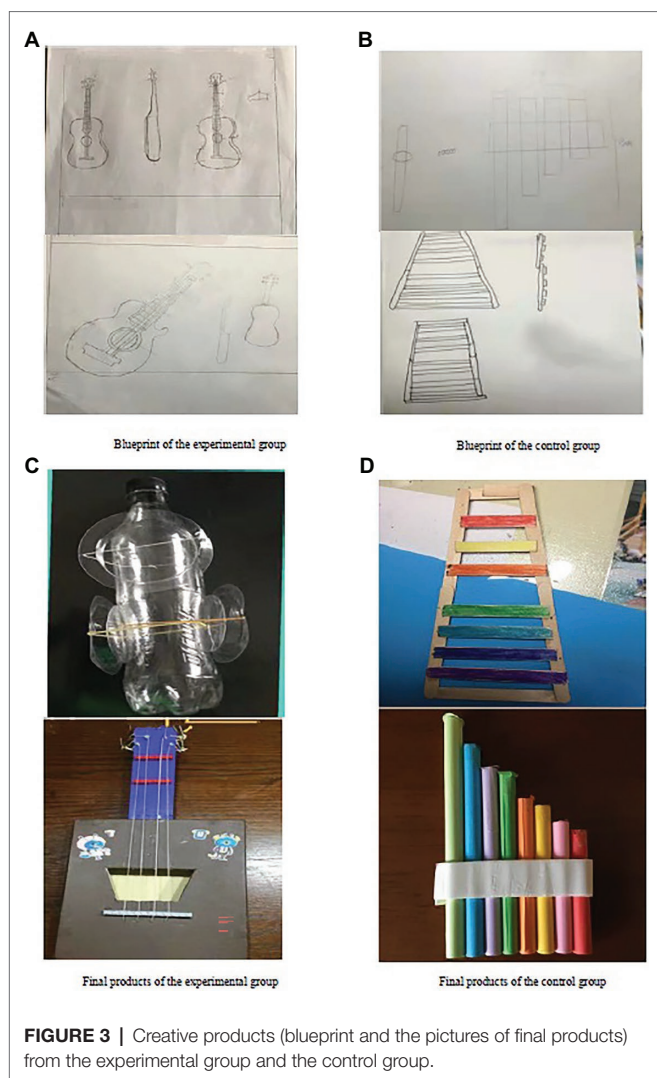 A
B
Blueprint of the experimental group
Blueprint of the control group
C
D
Final products of the experimental group
Final products of the control group
FIGURE 3 | Creative products (blueprint and the pictures of final products)
from the experimental group and the control group.